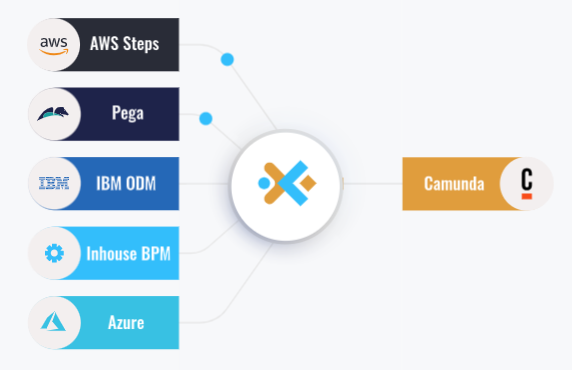 aws
AWS Steps
Pega
IBM
IBM ODM
Inhouse BPM
Azure
Camunda
C